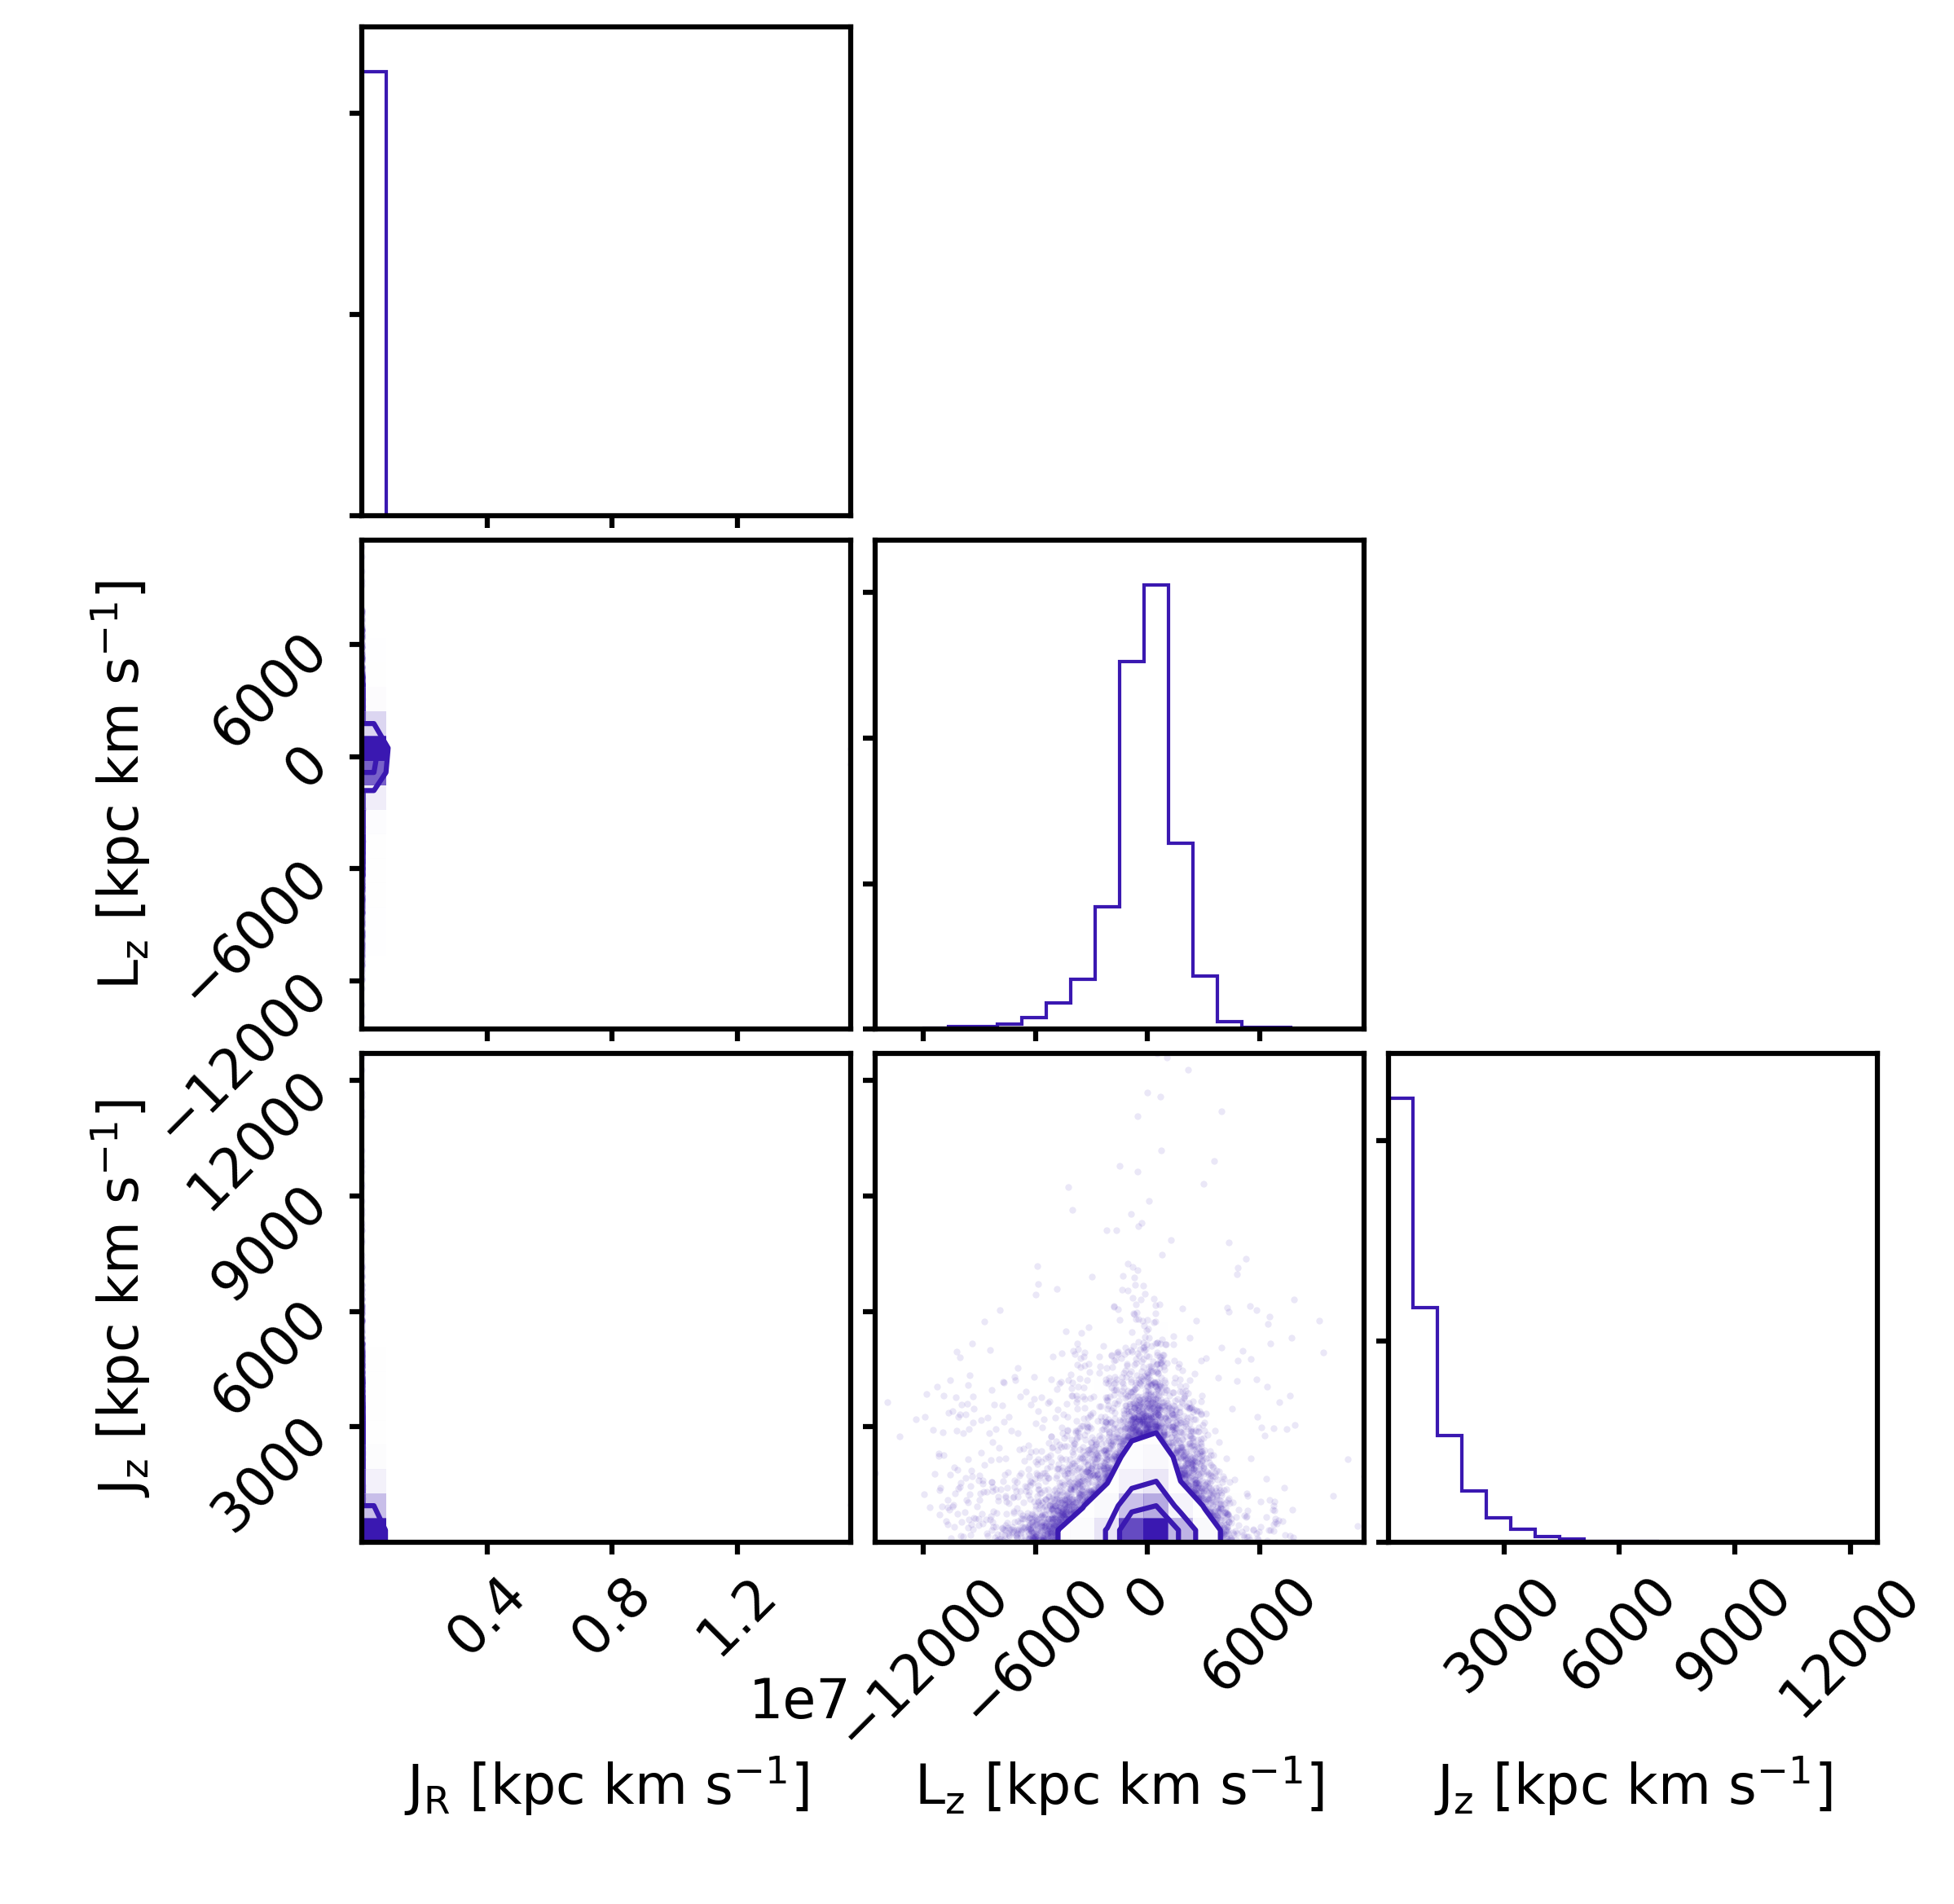 L_z [kpc km s^{-1}]
6000
0
−6000
−12000
J_z [kpc km s^{-1}]
12000
9000
6000
3000
0.4 0.8 1.2
1e7
−12000 −6000 0 6000
3000 6000 9000 12000
J_R [kpc km s^{-1}]
L_z [kpc km s^{-1}]
J_z [kpc km s^{-1}]